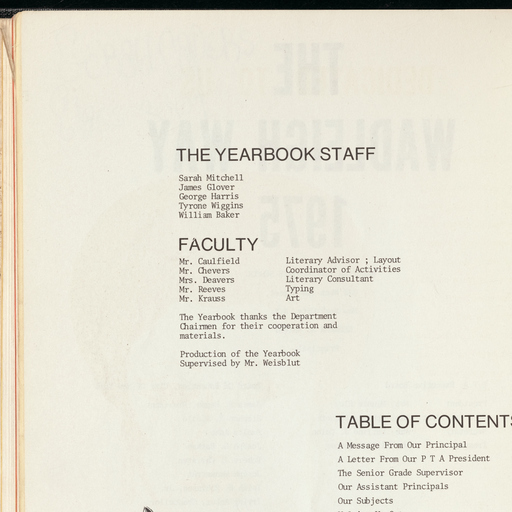 THE YEARBOOK STAFF
Sarah Mitchell
James Glover
George Harris
Tyrone Wiggins
William Baker
FACULTY
Mr. Caulfield Literary Advisor ; Layout
Mr. Chevers Coordinator of Activities
Mrs. Deavers Literary Consultant
Mr. Reeves Typing
Mr. Krauss Art
The Yearbook thanks the Department
Chairmen for their cooperation and
materials.
Production of the Yearbook
Supervised by Mr. Weisblut
TABLE OF CONTENTS
A Message From Our Principal
A Letter From Our P T A President
The Senior Grade Supervisor
Our Assistant Principals
Our Subjects